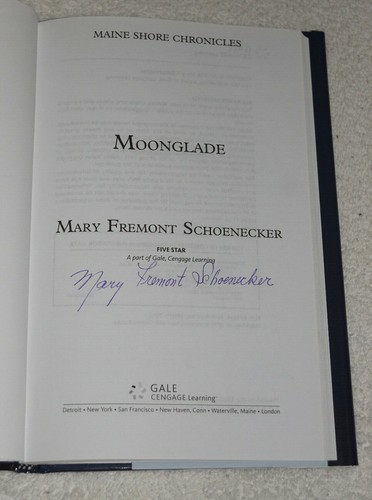 MAINE SHORE CHRONICLES
MOONGLADE
MARY FREMONT SCHOENECKER
FIVE STAR
A part of Gale, Cengage Learning
Mary Fremont Schoenecker
GALE
CENGAGE Learning
Detroit • New York • San Francisco • New Haven, Conn • Waterville, Maine • London